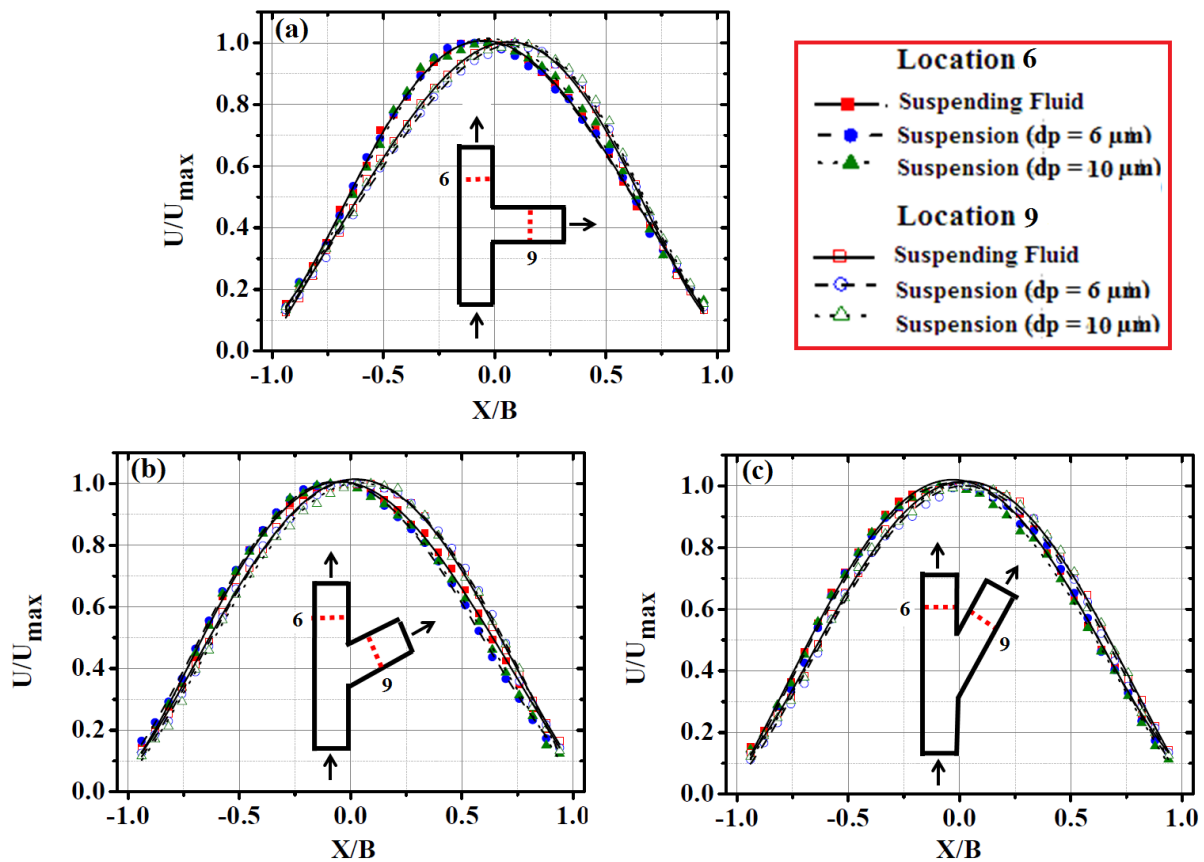 (a)
1.0
0.8
0.6
0.4
0.2
0.0
U/Umax
-1.0 -0.5 0.0 0.5 1.0
X/B
6
9
Location 6
Suspending Fluid
Suspension (dp = 6 µm)
Suspension (dp = 10 µm)
Location 9
Suspending Fluid
Suspension (dp = 6 µm)
Suspension (dp = 10 µm)
(b)
1.0
0.8
0.6
0.4
0.2
0.0
U/Umax
-1.0 -0.5 0.0 0.5 1.0
X/B
6
9
(c)
1.0
0.8
0.6
0.4
0.2
0.0
U/Umax
-1.0 -0.5 0.0 0.5 1.0
X/B
6
9